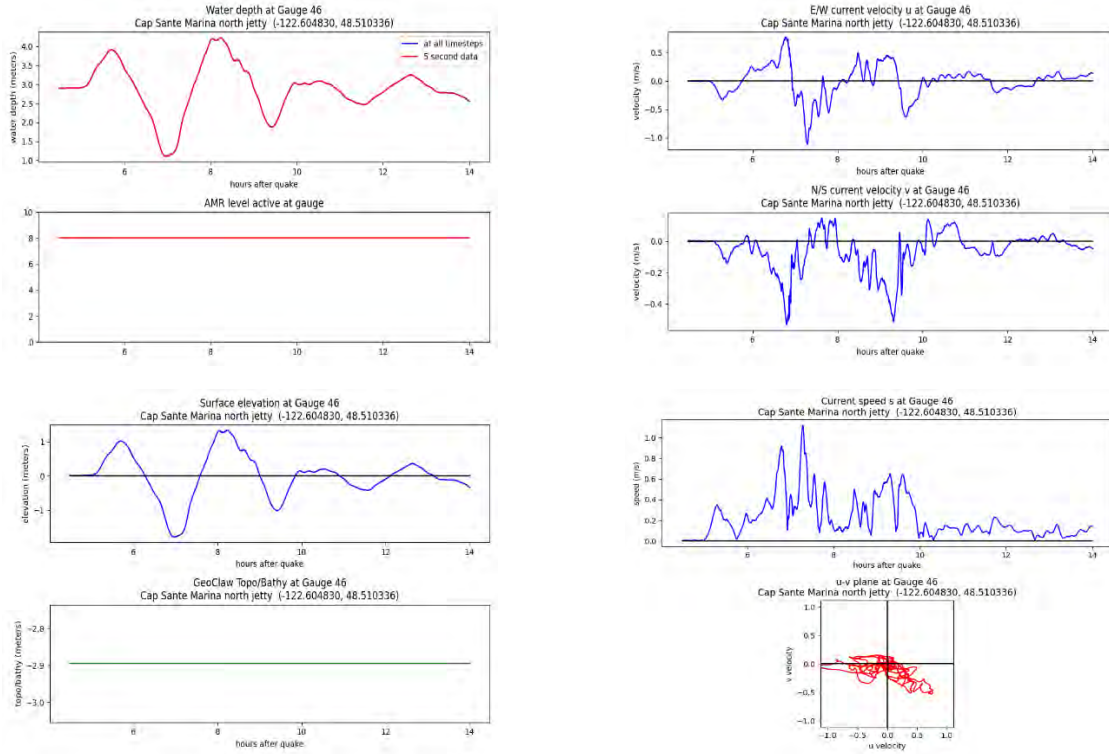 Water depth at Gauge 46
Cap Sante Marina north jetty (-122.604830, 48.510336)
at all timesteps
5 second data
water depth (meters)
4.0
3.5
3.0
2.5
2.0
1.5
1.0
6 8 10 12 14
hours after quake
AMR level active at gauge
10
8
6
4
2
0
6 8 10 12 14
hours after quake
Surface elevation at Gauge 46
Cap Sante Marina north jetty (-122.604830, 48.510336)
elevation (meters)
1
0
−1
6 8 10 12 14
hours after quake
GeoClaw Topo/Bathy at Gauge 46
Cap Sante Marina north jetty (-122.604830, 48.510336)
topo/bathy (meters)
−2.8
−2.9
−3.0
6 8 10 12 14
hours after quake
E/W current velocity u at Gauge 46
Cap Sante Marina north jetty (-122.604830, 48.510336)
velocity (m/s)
0.5
0.0
−0.5
−1.0
6 8 10 12 14
hours after quake
N/S current velocity v at Gauge 46
Cap Sante Marina north jetty (-122.604830, 48.510336)
velocity (m/s)
0.0
−0.2
−0.4
6 8 10 12 14
hours after quake
Current speed s at Gauge 46
Cap Sante Marina north jetty (-122.604830, 48.510336)
speed (m/s)
1.0
0.8
0.6
0.4
0.2
0.0
6 8 10 12 14
hours after quake
u-v plane at Gauge 46
Cap Sante Marina north jetty (-122.604830, 48.510336)
v velocity
1.0
0.5
0.0
−0.5
−1.0
−1.0 −0.5 0.0 0.5 1.0
u velocity